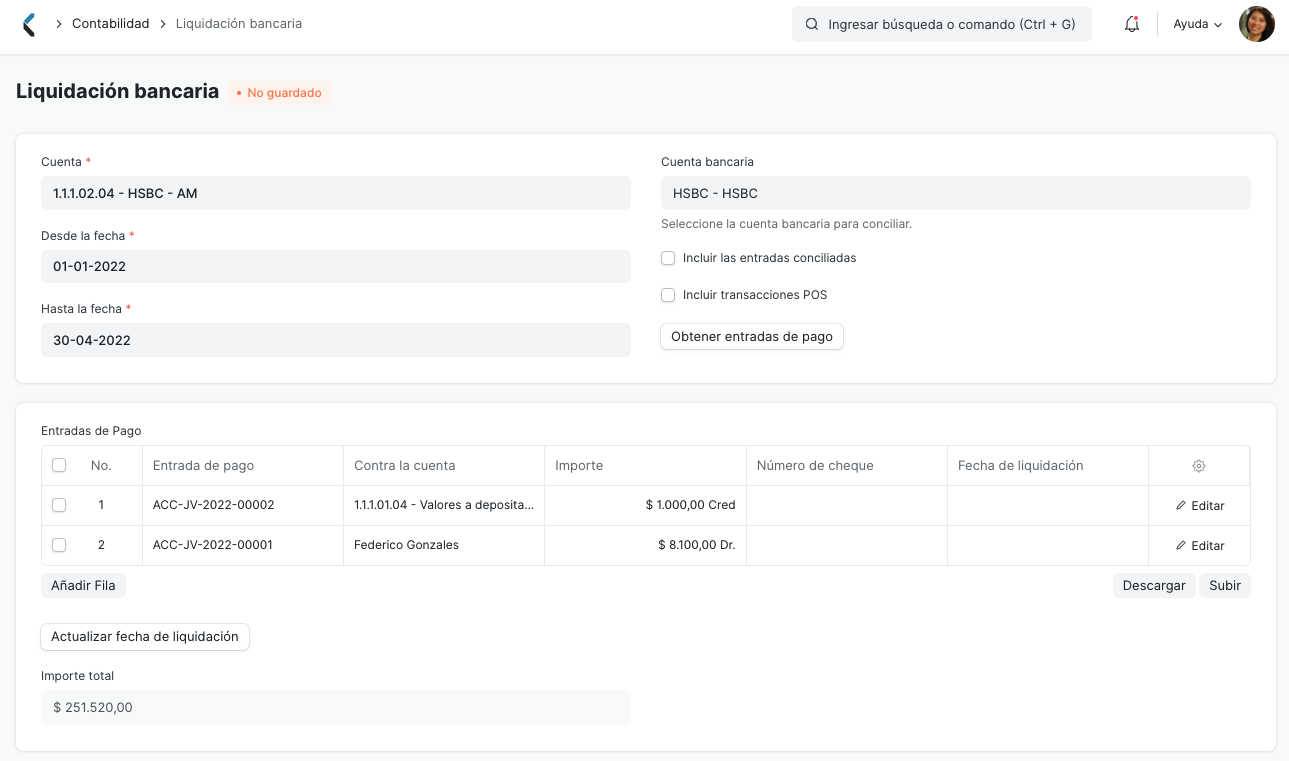 Contabilidad Liquidación bancaria Ingresar búsqueda o comando (Ctrl + G) Ayuda
Liquidación bancaria • No guardado
Cuenta *
1.1.1.02.04 - HSBC - AM
Desde la fecha *
01-01-2022
Hasta la fecha *
30-04-2022
Cuenta bancaria
HSBC - HSBC
Seleccione la cuenta bancaria para conciliar.
Incluir las entradas conciliadas
Incluir transacciones POS
Obtener entradas de pago
Entradas de Pago
No. Entrada de pago Contra la cuenta Importe Número de cheque Fecha de liquidación
1 ACC-JV-2022-00002 1.1.1.01.04 - Valores a deposita... $ 1.000,00 Cred Editar
2 ACC-JV-2022-00001 Federico Gonzales $ 8.100,00 Dr. Editar
Añadir Fila Descargar Subir
Actualizar fecha de liquidación
Importe total
$ 251.520,00